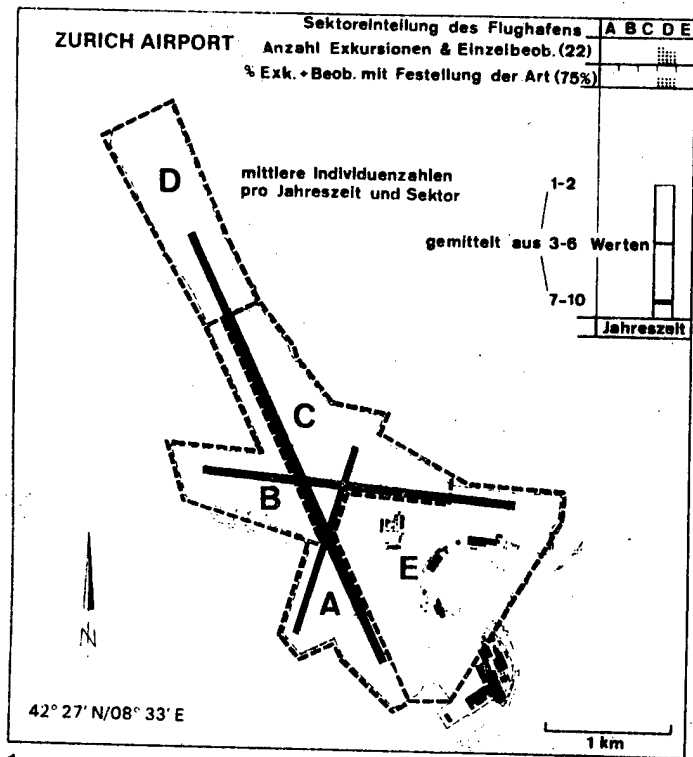 Sektoreinteilung des Flughafens A B C D E
ZURICH AIRPORT
Anzahl Exkursionen & Einzelbeob. (22)
% Exk. + Beob. mit Festellung der Art (75%)
D
mittlere Individuenzahlen
pro Jahreszeit und Sektor
1-2
gemittelt aus 3-6 Werten
7-10
Jahreszeit
C
B
E
A
N
42° 27' N/08° 33' E
1 km